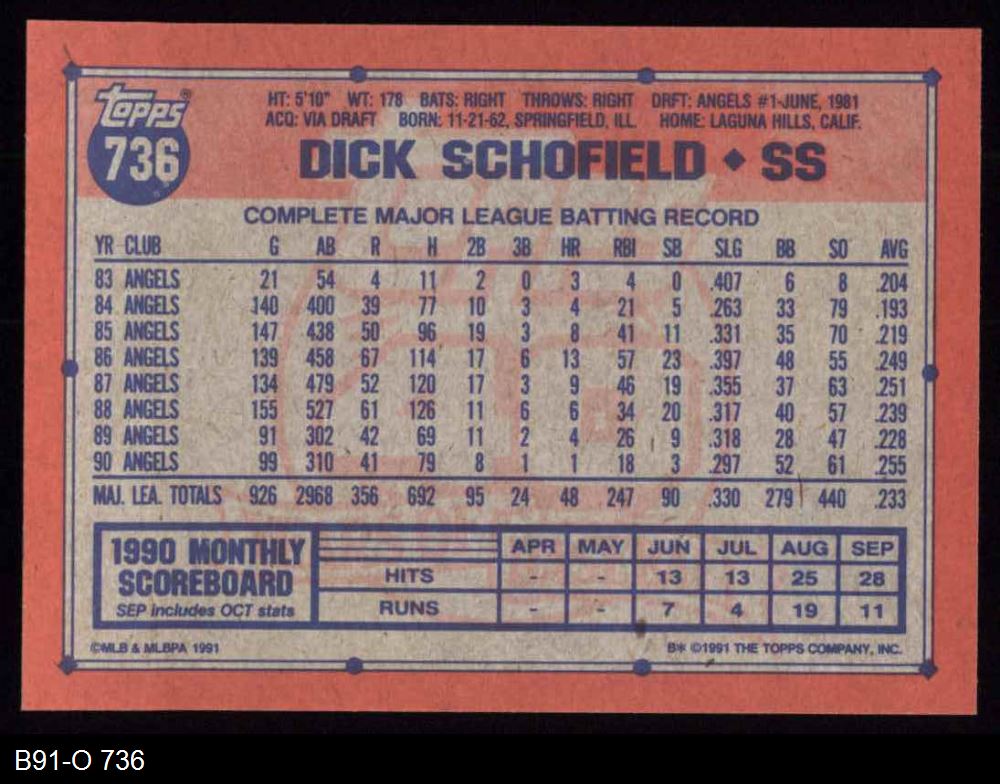 topps®
736
HT: 5'10" WT: 178 BATS: RIGHT THROWS: RIGHT DRFT: ANGELS #1-JUNE, 1981
ACQ: VIA DRAFT BORN: 11-21-62, SPRINGFIELD, ILL. HOME: LAGUNA HILLS, CALIF.
DICK SCHOFIELD ♦ SS
COMPLETE MAJOR LEAGUE BATTING RECORD
YR CLUB G AB R H 2B 3B HR RBI SB SLG BB SO AVG
83 ANGELS 21 54 4 11 2 0 3 4 0 .407 6 8 .204
84 ANGELS 140 400 39 77 10 3 4 21 5 .263 33 79 .193
85 ANGELS 147 438 50 96 19 3 8 41 11 .331 35 70 .219
86 ANGELS 139 458 67 114 17 6 13 57 23 .397 48 55 .249
87 ANGELS 134 479 52 120 17 3 9 46 19 .355 37 63 .251
88 ANGELS 155 527 61 126 11 6 6 34 20 .317 40 57 .239
89 ANGELS 91 302 42 69 11 2 4 26 9 .318 28 47 .228
90 ANGELS 99 310 41 79 8 1 1 18 3 .297 52 61 .255
MAJ. LEA. TOTALS 926 2968 356 692 95 24 48 247 90 .330 279 440 .233
1990 MONTHLY
SCOREBOARD
SEP includes OCT stats
APR MAY JUN JUL AUG SEP
HITS - - 13 13 25 28
RUNS - - 7 4 19 11
©MLB & MLBPA 1991
B* ©1991 THE TOPPS COMPANY, INC.
B91-O 736